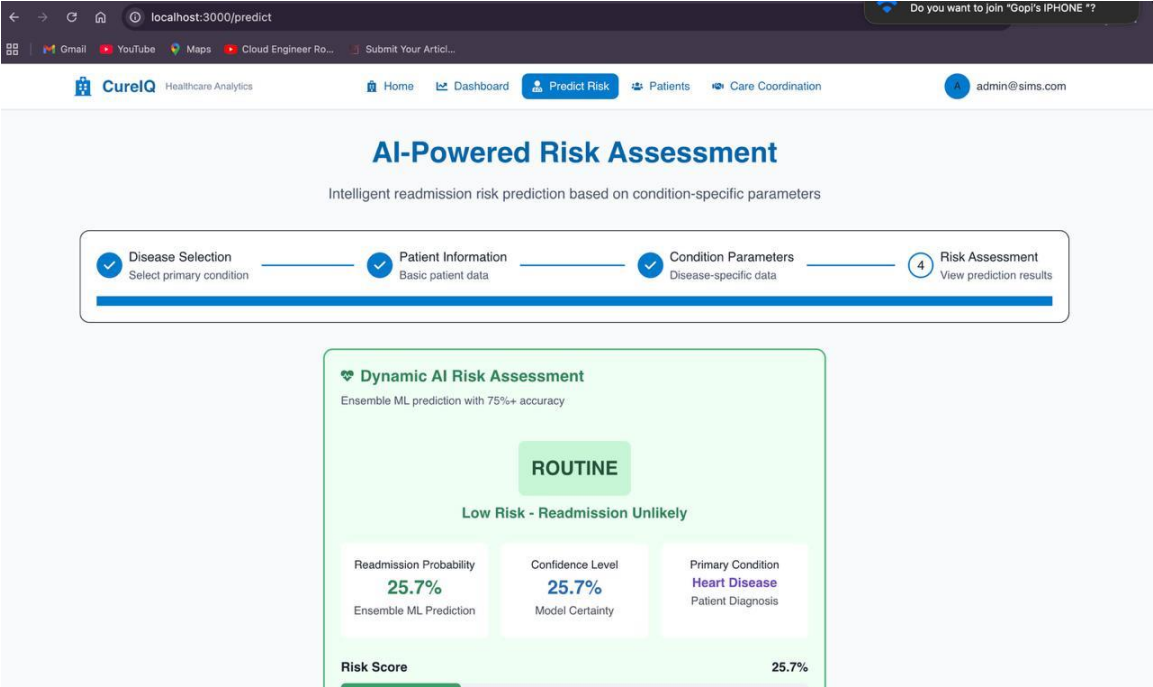 localhost:3000/predict
Do you want to join "Gopi's IPHONE "?
Gmail YouTube Maps Cloud Engineer Ro... Submit Your Articl...
CureIQ Healthcare Analytics Home Dashboard Predict Risk Patients Care Coordination A admin@sims.com
AI-Powered Risk Assessment
Intelligent readmission risk prediction based on condition-specific parameters
Disease Selection
Select primary condition
Patient Information
Basic patient data
Condition Parameters
Disease-specific data
4
Risk Assessment
View prediction results
Dynamic AI Risk Assessment
Ensemble ML prediction with 75%+ accuracy
ROUTINE
Low Risk - Readmission Unlikely
Readmission Probability
25.7%
Ensemble ML Prediction
Confidence Level
25.7%
Model Certainty
Primary Condition
Heart Disease
Patient Diagnosis
Risk Score 25.7%